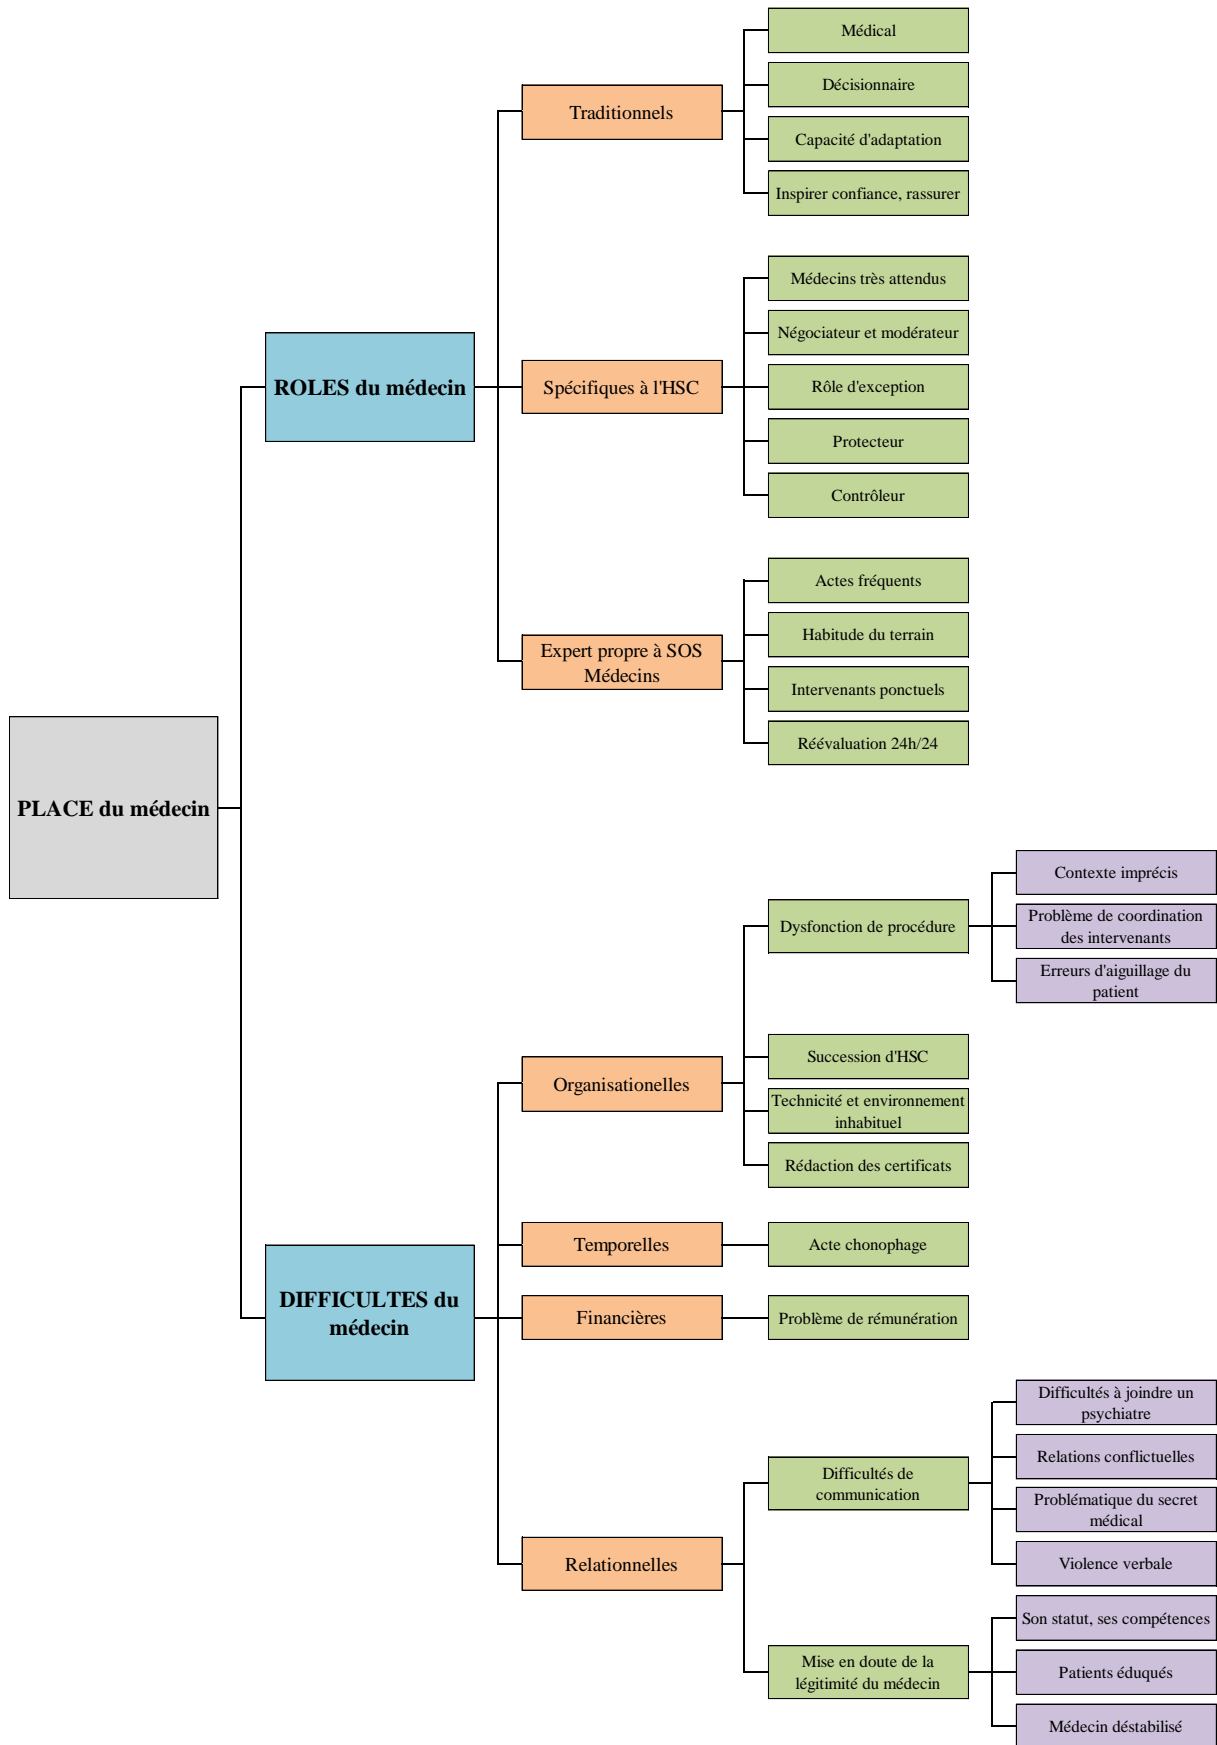 PLACE du médecin
ROLES du médecin
Traditionnels
Médical
Décisionnaire
Capacité d'adaptation
Inspirer confiance, rassurer
Spécifiques à l'HSC
Médecins très attendus
Négociateur et modérateur
Rôle d'exception
Protecteur
Contrôleur
Expert propre à SOS
Médecins
Actes fréquents
Habitude du terrain
Intervenants ponctuels
Réévaluation 24h/24
DIFFICULTES du
médecin
Organisationelles
Dysfonction de procédure
Contexte imprécis
Problème de coordination
des intervenants
Erreurs d'aiguillage du
patient
Succession d'HSC
Technicité et environnement
inhabituel
Rédaction des certificats
Temporelles
Acte chonophage
Financières
Problème de rémunération
Relationnelles
Difficultés de
communication
Difficultés à joindre un
psychiatre
Relations conflictuelles
Problématique du secret
médical
Violence verbale
Mise en doute de la
légitimité du médecin
Son statut, ses compétences
Patients éduqués
Médecin déstabilisé